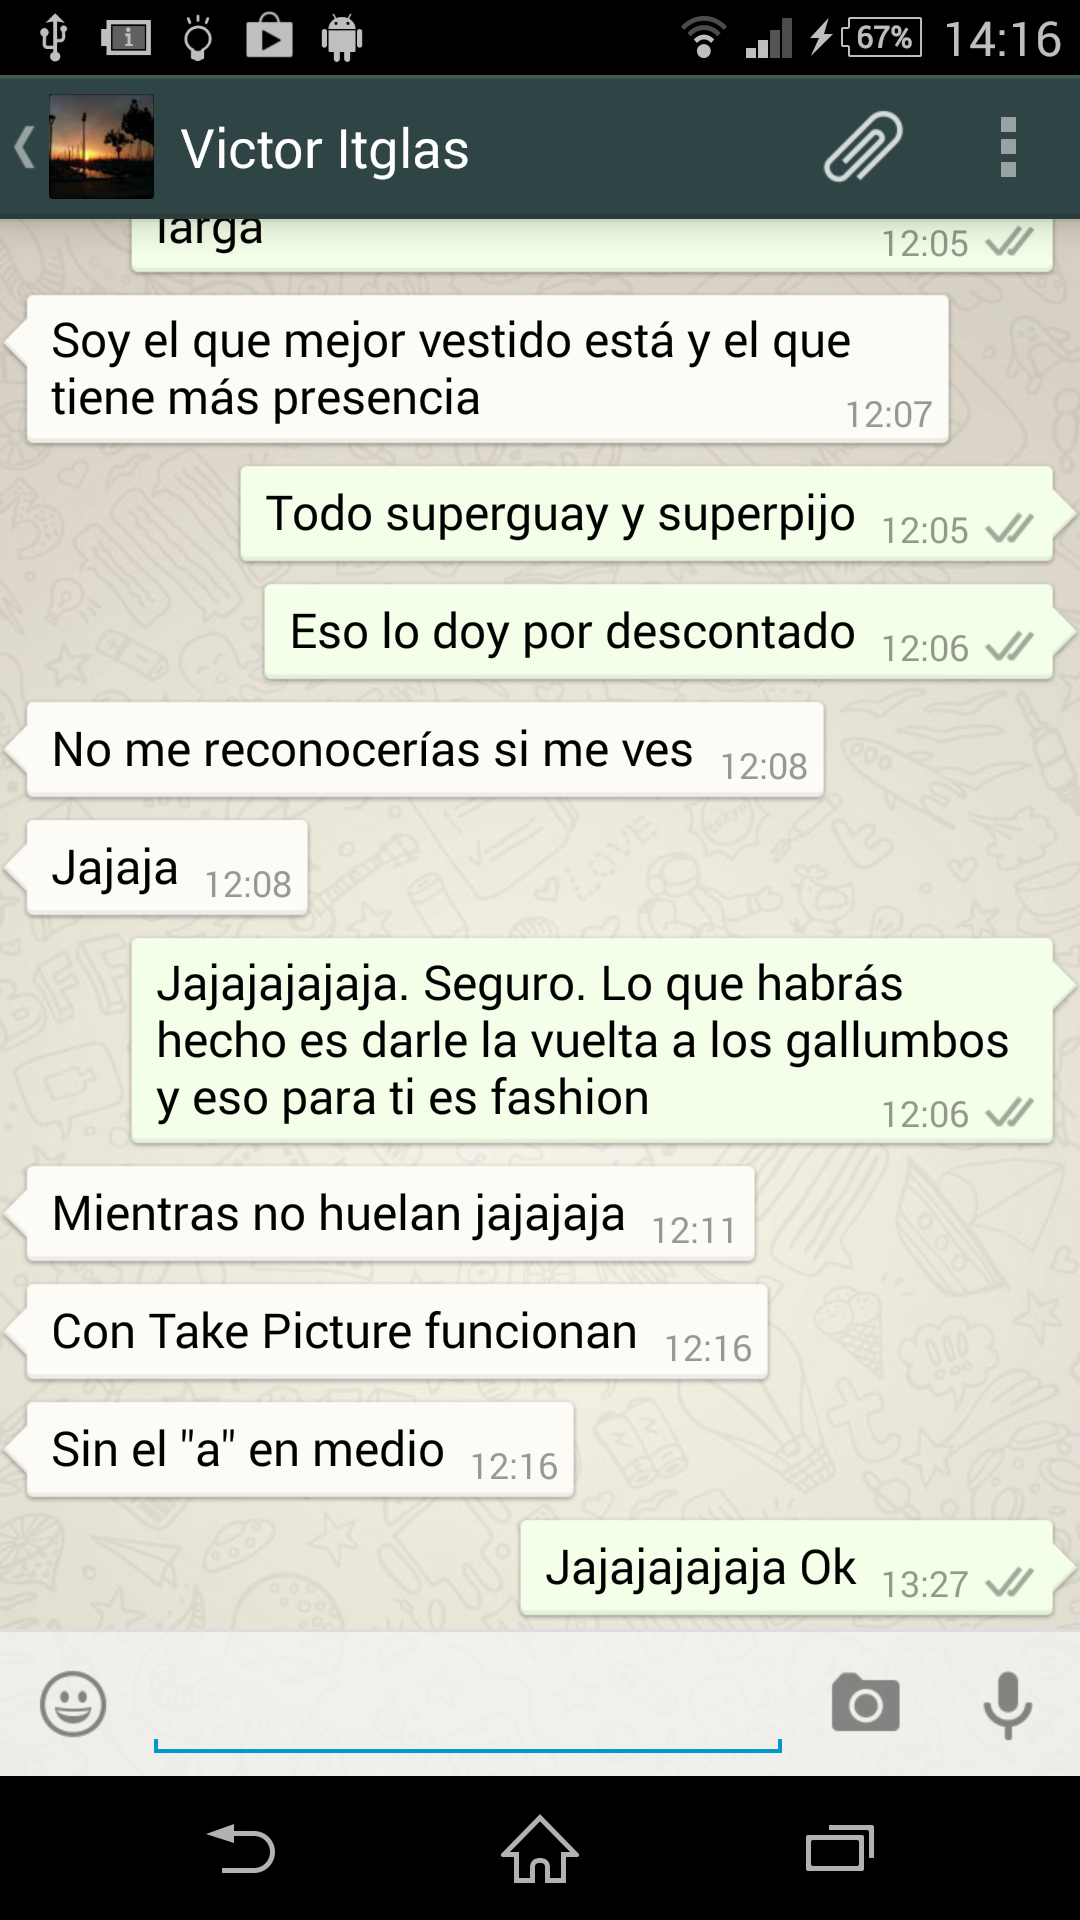 67% 14:16
Victor Itglas
larga
12:05
Soy el que mejor vestido está y el que
tiene más presencia
12:07
Todo superguay y superpijo 12:05
Eso lo doy por descontado 12:06
No me reconocerías si me ves 12:08
Jajaja 12:08
Jajajajajaja. Seguro. Lo que habrás
hecho es darle la vuelta a los gallumbos
y eso para ti es fashion 12:06
Mientras no huelan jajajaja 12:11
Con Take Picture funcionan 12:16
Sin el "a" en medio 12:16
Jajajajajaja Ok 13:27